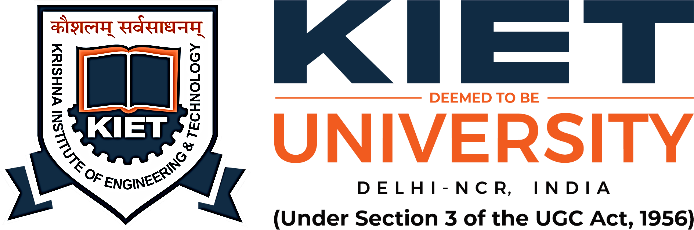 कौशलम् सर्वसाधनम्
KRISHNA INSTITUTE OF ENGINEERING & TECHNOLOGY
KIET
KIET
DEEMED TO BE
UNIVERSITY
DELHI-NCR, INDIA
(Under Section 3 of the UGC Act, 1956)